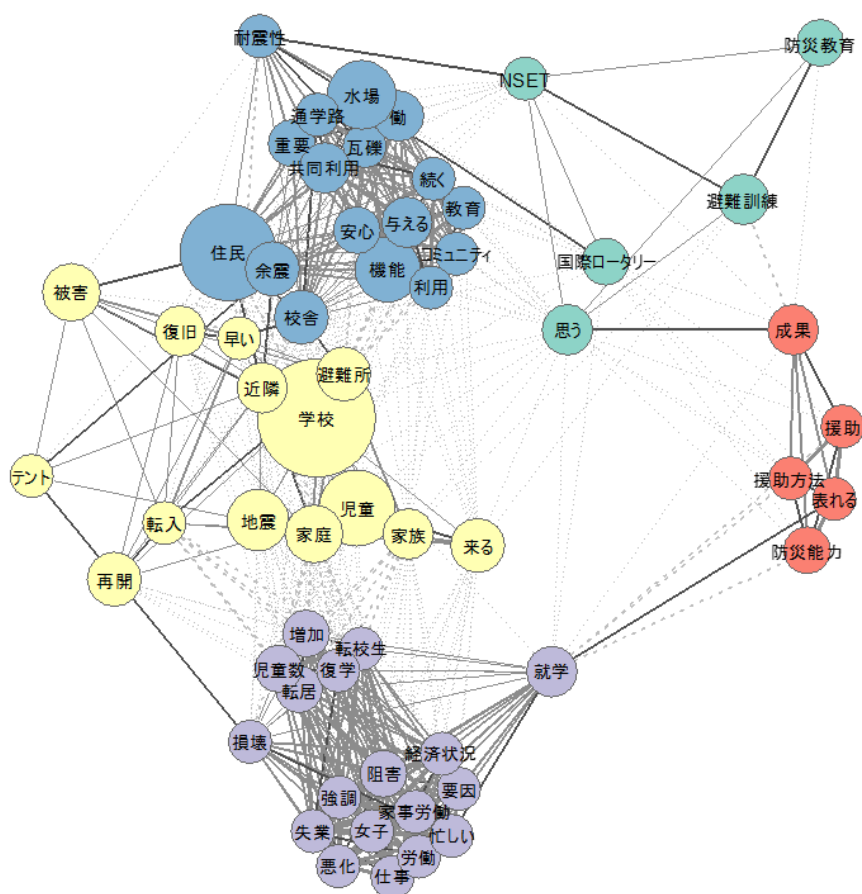 耐震性
防災教育
NSET
水場
通学路
働
重要
瓦礫
共同利用
続く
教育
避難訓練
与える
安心
住民
コミュニティ
国際ロータリー
余震
機能
利用
被害
校舎
復旧
早い
思う
成果
避難所
近隣
学校
援助
テント
援助方法
表れる
転入
地震
児童
家庭
家族
来る
防災能力
再開
増加
転校生
児童数
復学
就学
転居
損壊
経済状況
阻害
強調
要因
家事労働
失業
女子
忙しい
悪化
労働
仕事